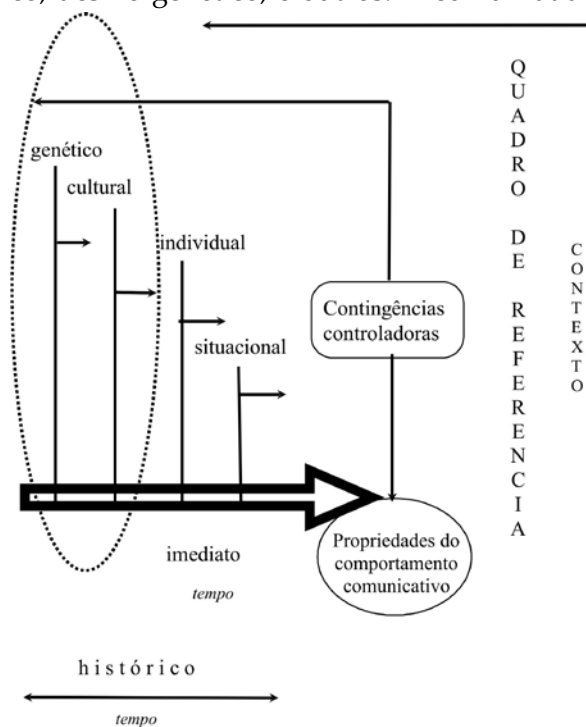 genético
cultural
individual
situacional
Contingências
controladoras
imediato
tempo
Propriedades do
comportamento
comunicativo
histórico
tempo
QUADRO DE REFERENCIA
CONTEXTO